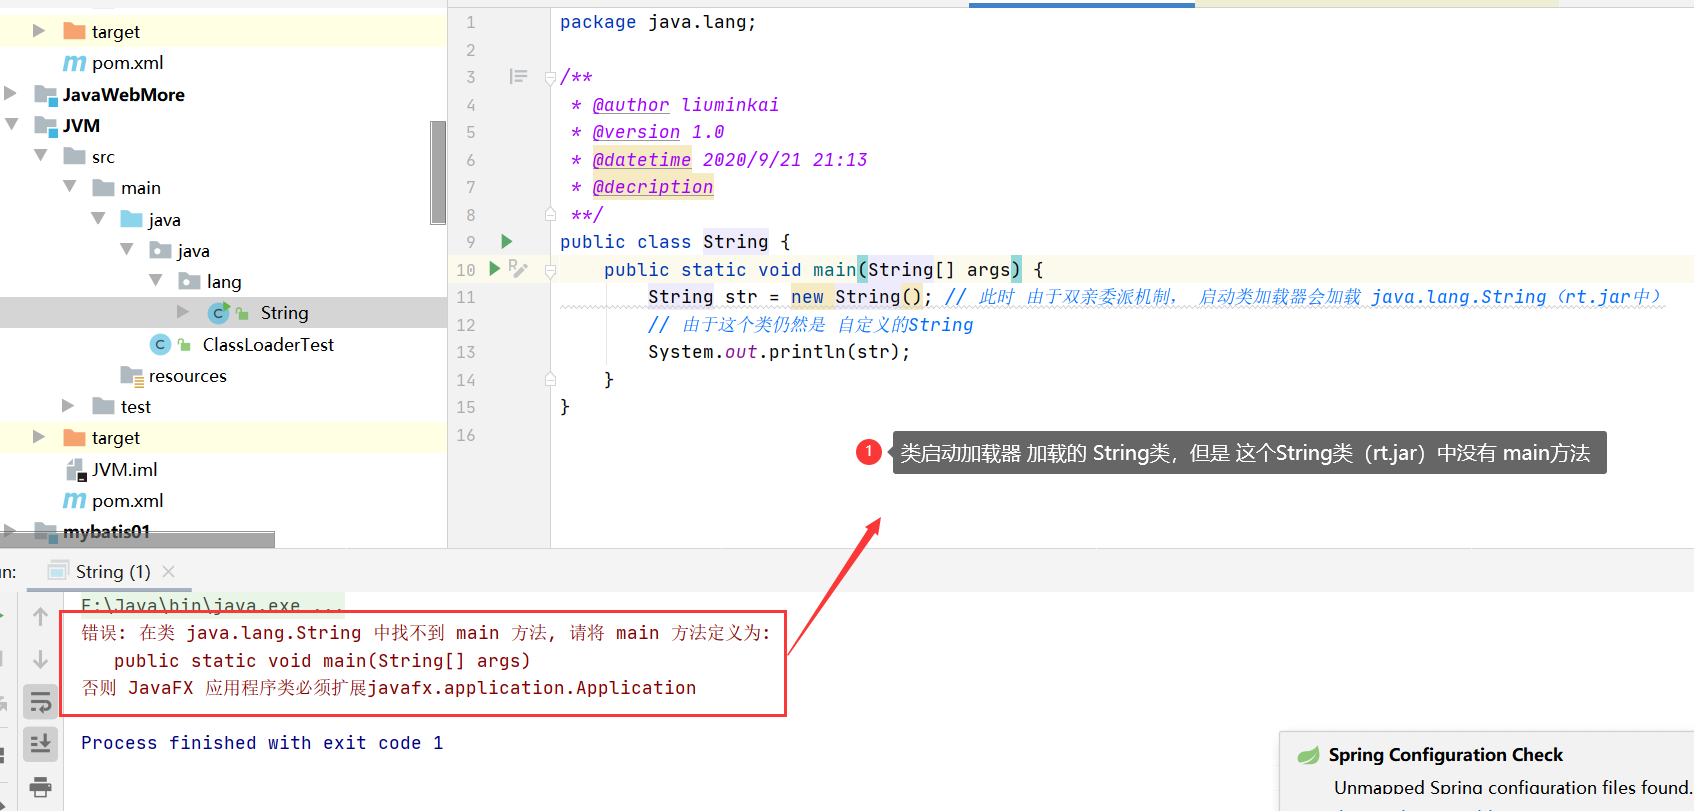 target
pom.xml
JavaWebMore
JVM
src
main
java
java
lang
String
ClassLoaderTest
resources
test
target
JVM.iml
pom.xml
mybatis01
1 package java.lang;
2
3 /**
4 * @author liuminkai
5 * @version 1.0
6 * @datetime 2020/9/21 21:13
7 * @decription
8 **/
9 public class String {
10 public static void main(String[] args) {
11 String str = new String(); // 此时 由于双亲委派机制， 启动类加载器会加载 java.lang.String（rt.jar中）
12 // 由于这个类仍然是 自定义的String
13 System.out.println(str);
14 }
15 }
16
1 类启动加载器 加载的 String类，但是 这个String类（rt.jar）中没有 main方法
String (1)
F:\Java\bin\java.exe ...
错误: 在类 java.lang.String 中找不到 main 方法, 请将 main 方法定义为:
public static void main(String[] args)
否则 JavaFX 应用程序类必须扩展javafx.application.Application
Process finished with exit code 1
Spring Configuration Check
Unmapped Spring configuration files found.